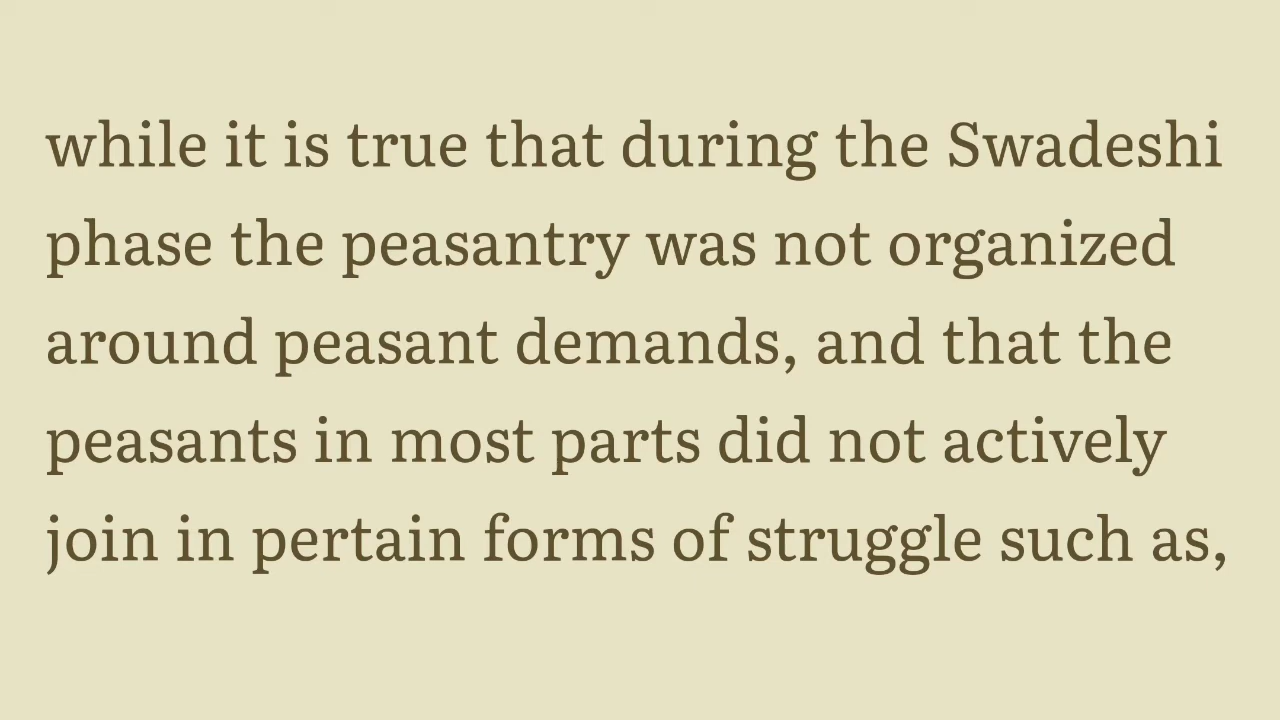 while it is true that during the Swadeshi
phase the peasantry was not organized
around peasant demands, and that the
peasants in most parts did not actively
join in pertain forms of struggle such as,